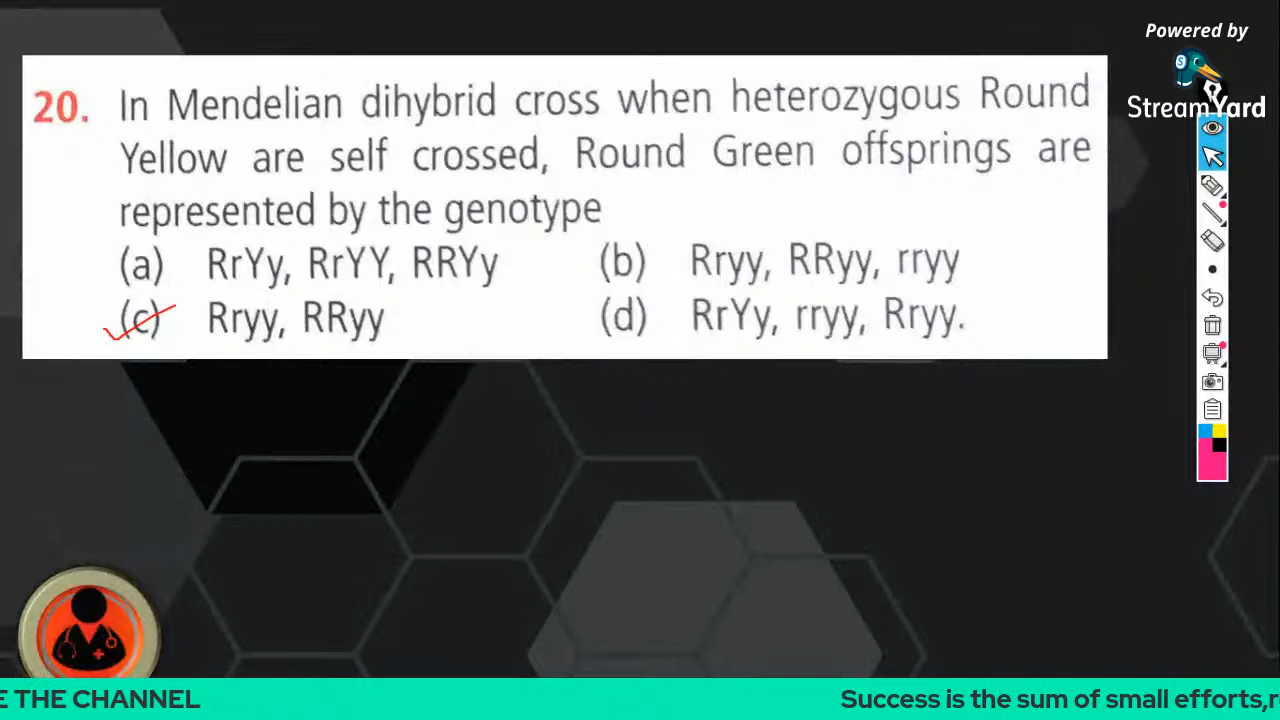 Powered by
StreamYard
20. In Mendelian dihybrid cross when heterozygous Round
Yellow are self crossed, Round Green offsprings are
represented by the genotype
(a) RrYy, RrYY, RRYy (b) Rryy, RRyy, rryy
(c) Rryy, RRyy (d) RrYy, rryy, Rryy.
E THE CHANNEL Success is the sum of small efforts,r